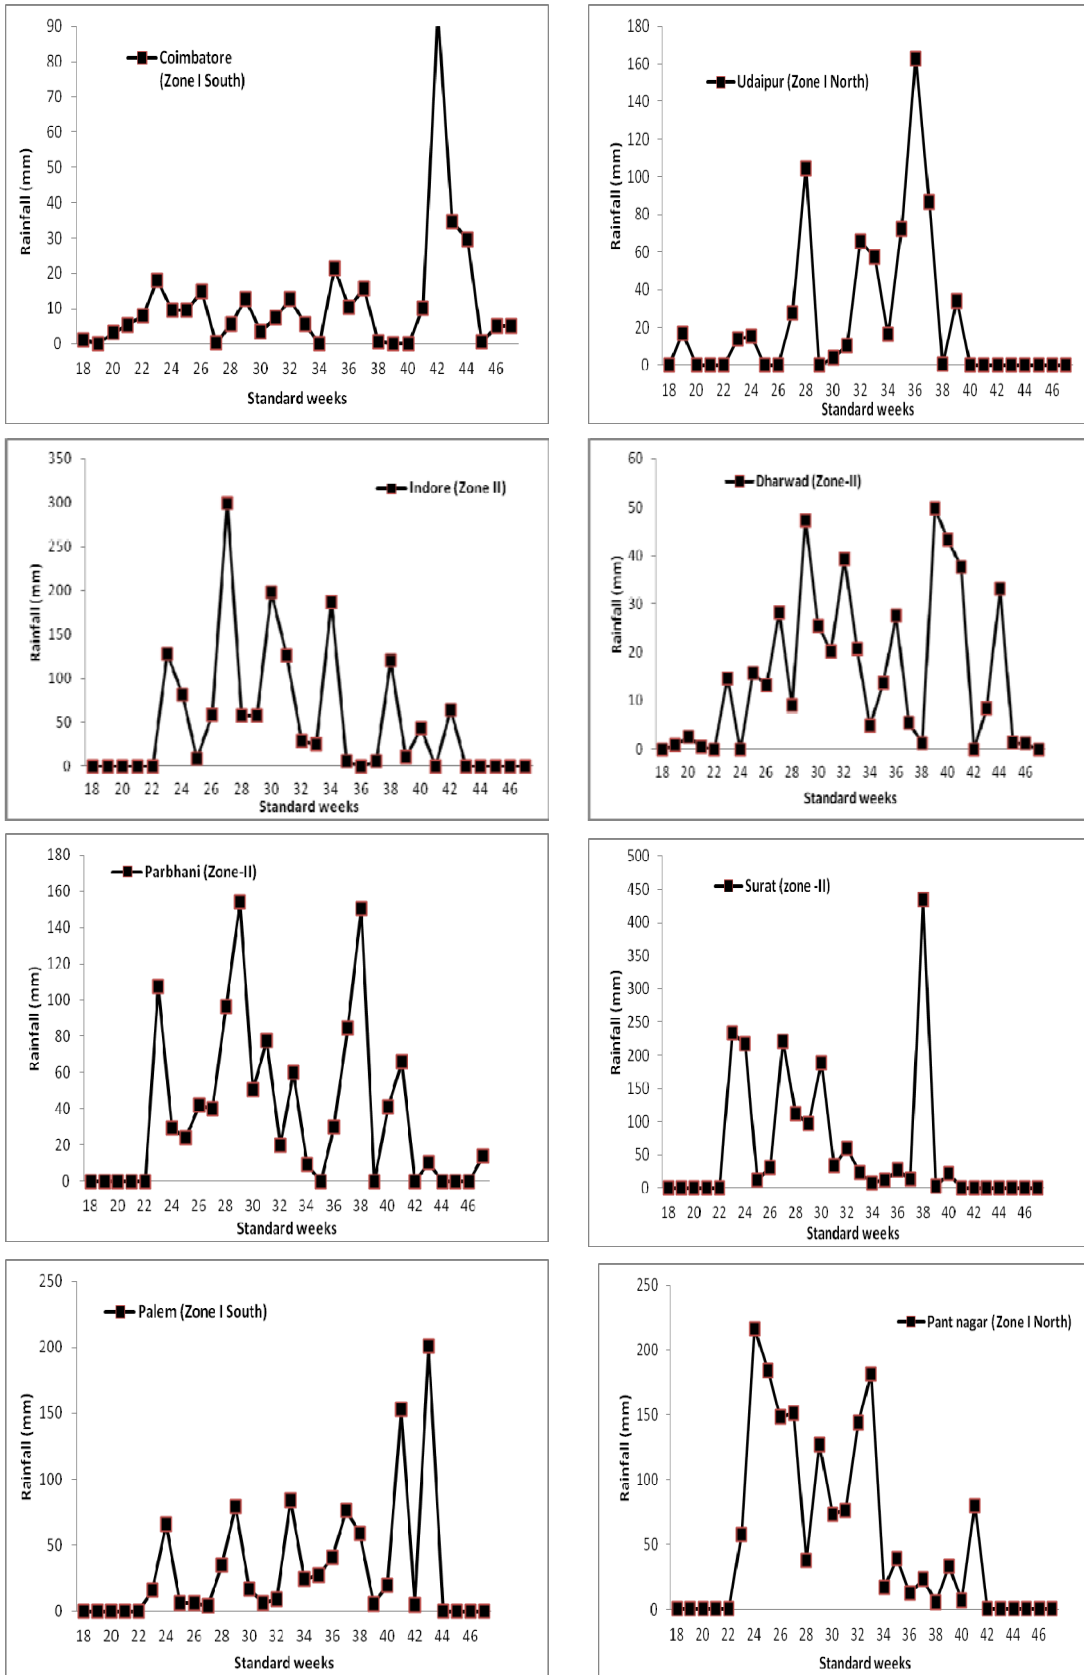 90
80
70
60
50
40
30
20
10
0
Rainfall (mm)
Coimbatore
(Zone I South)
18 20 22 24 26 28 30 32 34 36 38 40 42 44 46
Standard weeks
180
160
140
120
100
80
60
40
20
0
Rainfall (mm)
Udaipur (Zone I North)
18 20 22 24 26 28 30 32 34 36 38 40 42 44 46
Standard weeks
350
300
250
200
150
100
50
0
Rainfall (mm)
Indore (Zone II)
18 20 22 24 26 28 30 32 34 36 38 40 42 44 46
Standard weeks
60
50
40
30
20
10
0
Rainfall (mm)
Dharwad (Zone-II)
18 20 22 24 26 28 30 32 34 36 38 40 42 44 46
Standard weeks
180
160
140
120
100
80
60
40
20
0
Rainfall (mm)
Parbhani (Zone-II)
18 20 22 24 26 28 30 32 34 36 38 40 42 44 46
Standard weeks
500
450
400
350
300
250
200
150
100
50
0
Rainfall (mm)
Surat (zone -II)
18 20 22 24 26 28 30 32 34 36 38 40 42 44 46
Standard weeks
250
200
150
100
50
0
Rainfall (mm)
Palem (Zone I South)
18 20 22 24 26 28 30 32 34 36 38 40 42 44 46
Standard weeks
250
200
150
100
50
0
Rainfall (mm)
Pant nagar (Zone I North)
18 20 22 24 26 28 30 32 34 36 38 40 42 44 46
Standard weeks